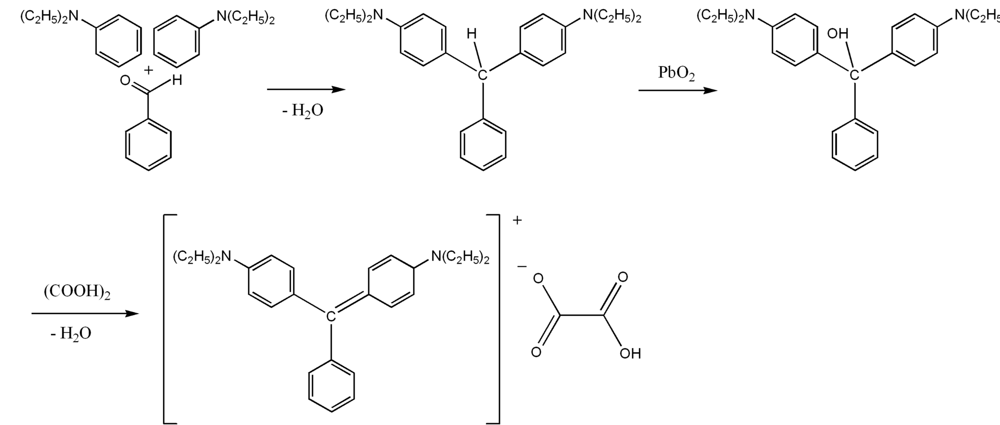 (C2H5)2N N(C2H5)2
+
O H
- H2O
(C2H5)2N N(C2H5)2
H
C
PbO2
(C2H5)2N N(C2H5
OH
C
(COOH)2
- H2O
+
(C2H5)2N N(C2H5)2
C
– O O
O OH